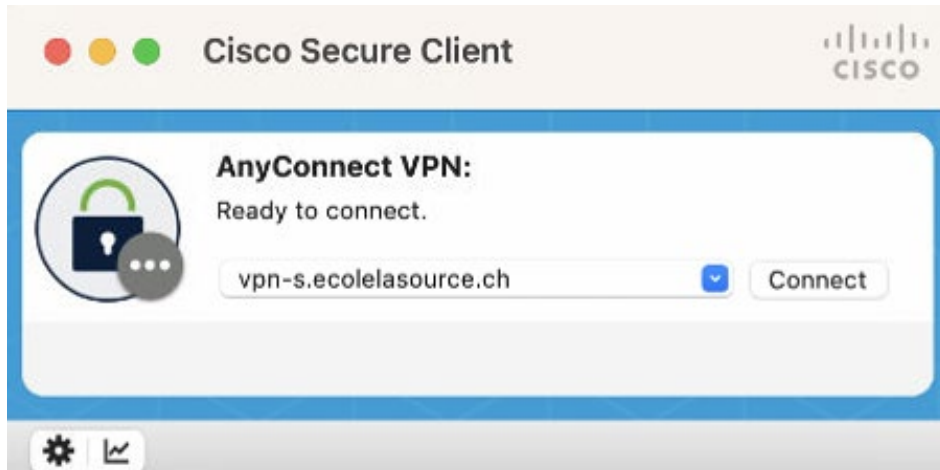 Cisco Secure Client
CISCO
AnyConnect VPN:
Ready to connect.
vpn-s.ecolelasource.ch
Connect